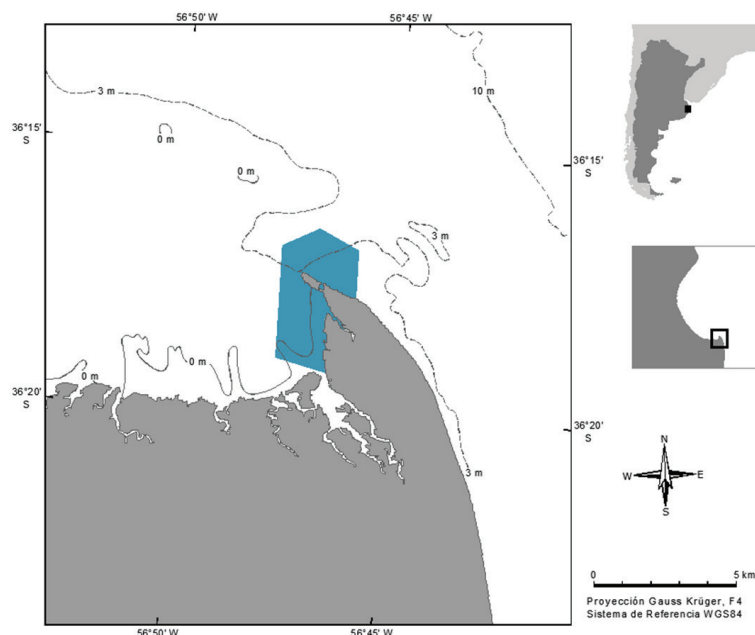 56°50' W
56°45' W
3 m
10 m
36°15'
S
0 m
0 m
36°15'
S
3 m
0 m
0 m
36°20'
S
36°20'
S
3 m
N
W
E
S
0
5 km
Proyección Gauss Krüger, F4
Sistema de Referencia WGS84
56°50' W
56°45' W